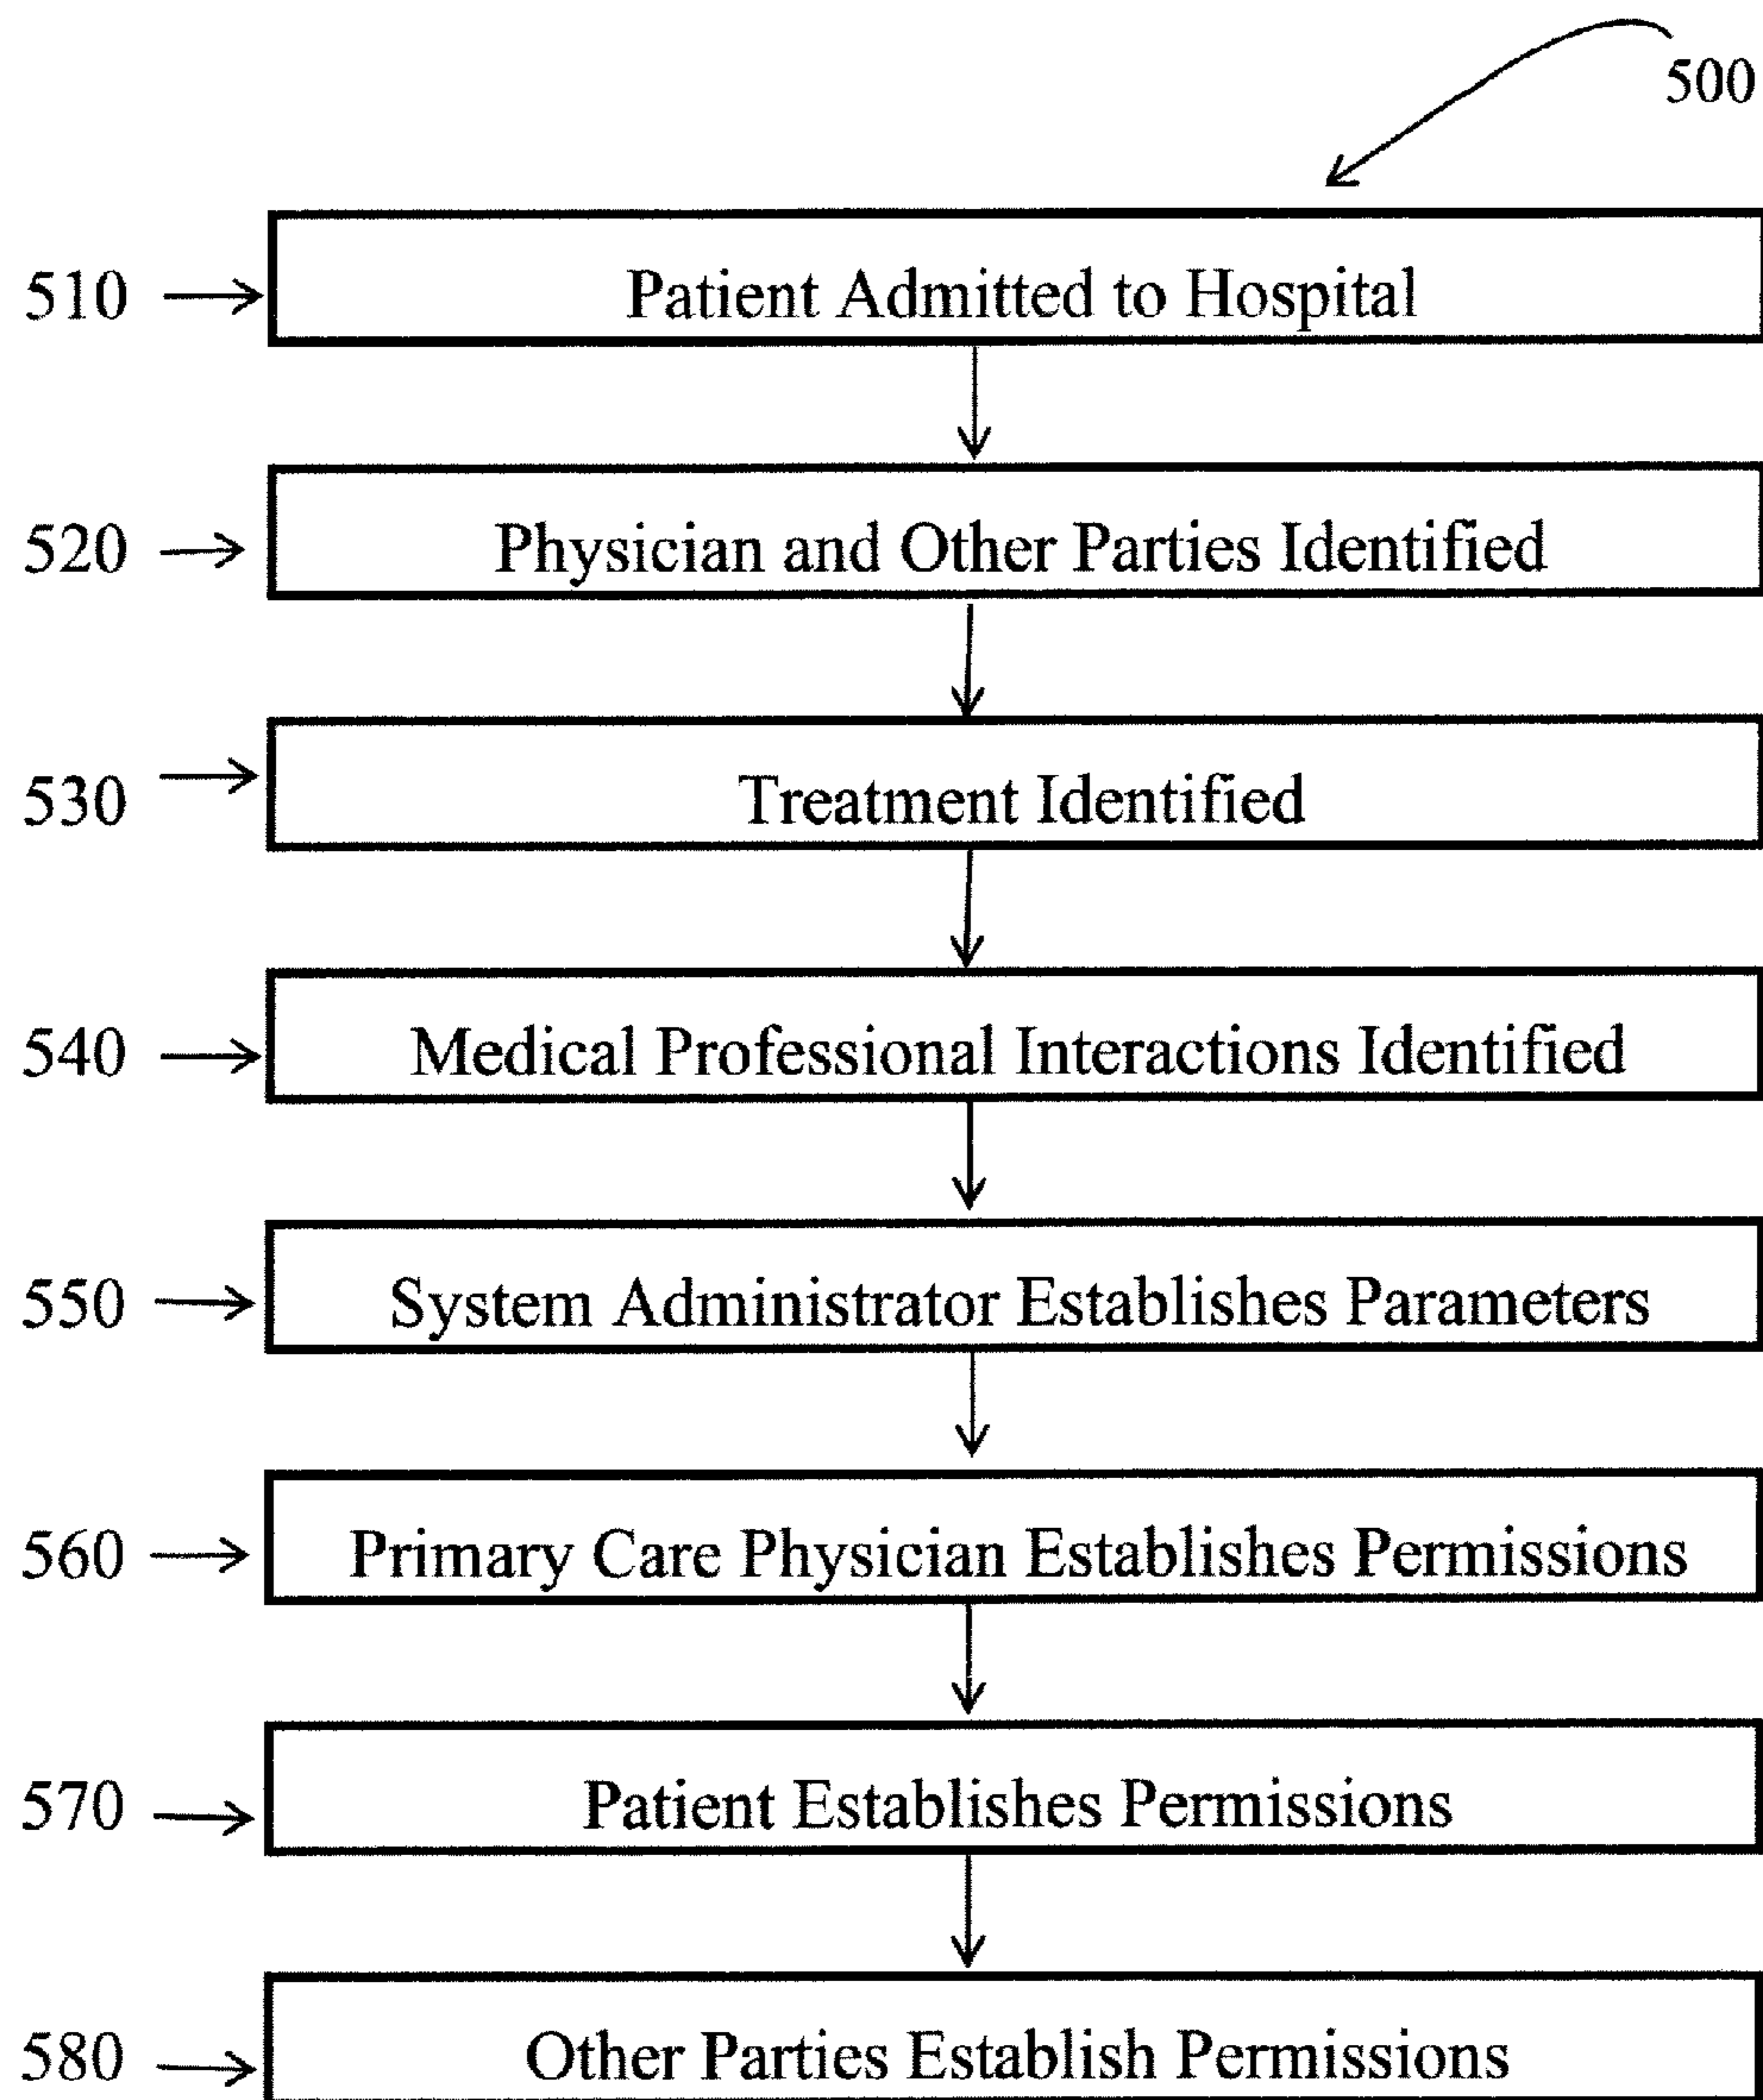 500
510 Patient Admitted to Hospital
520 Physician and Other Parties Identified
530 Treatment Identified
540 Medical Professional Interactions Identified
550 System Administrator Establishes Parameters
560 Primary Care Physician Establishes Permissions
570 Patient Establishes Permissions
580 Other Parties Establish Permissions